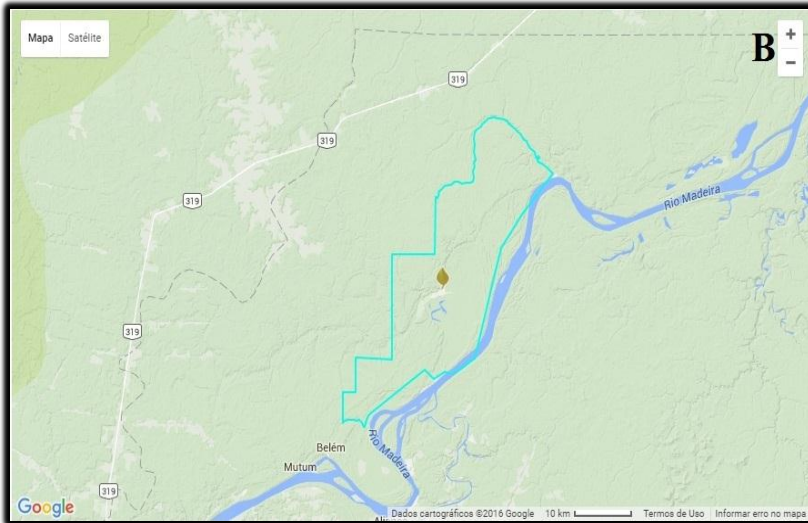 Mapa Satélite
B
+
−
319
319
319
Rio Madeira
319
Belém
Rio Madeira
Mutum
319
Google
Dados cartográficos ©2016 Google 10 km Termos de Uso Informar erro no mapa